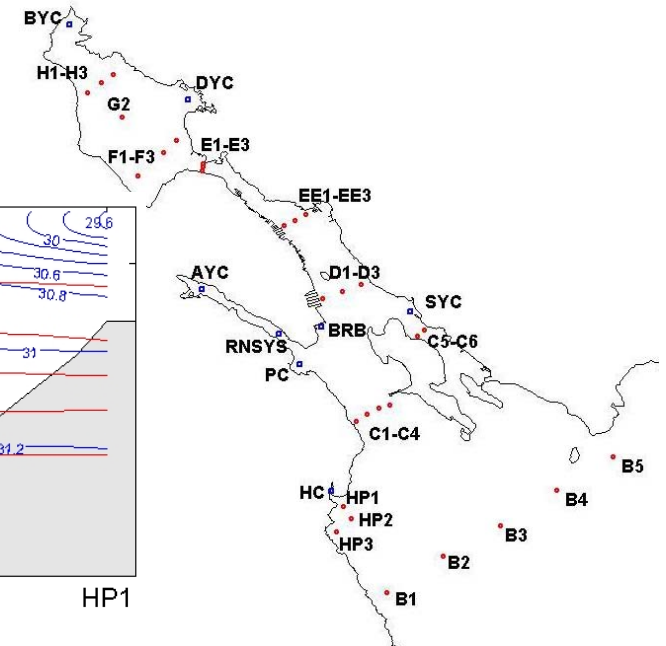 BYC
H1-H3
DYC
G2
E1-E3
F1-F3
EE1-EE3
29.6
30
30.6
30.8
AYC
D1-D3
SYC
BRB
RNSYS
C5-C6
31
PC
C1-C4
31.2
B5
HC
HP1
B4
HP2
B3
HP3
B2
B1
HP1